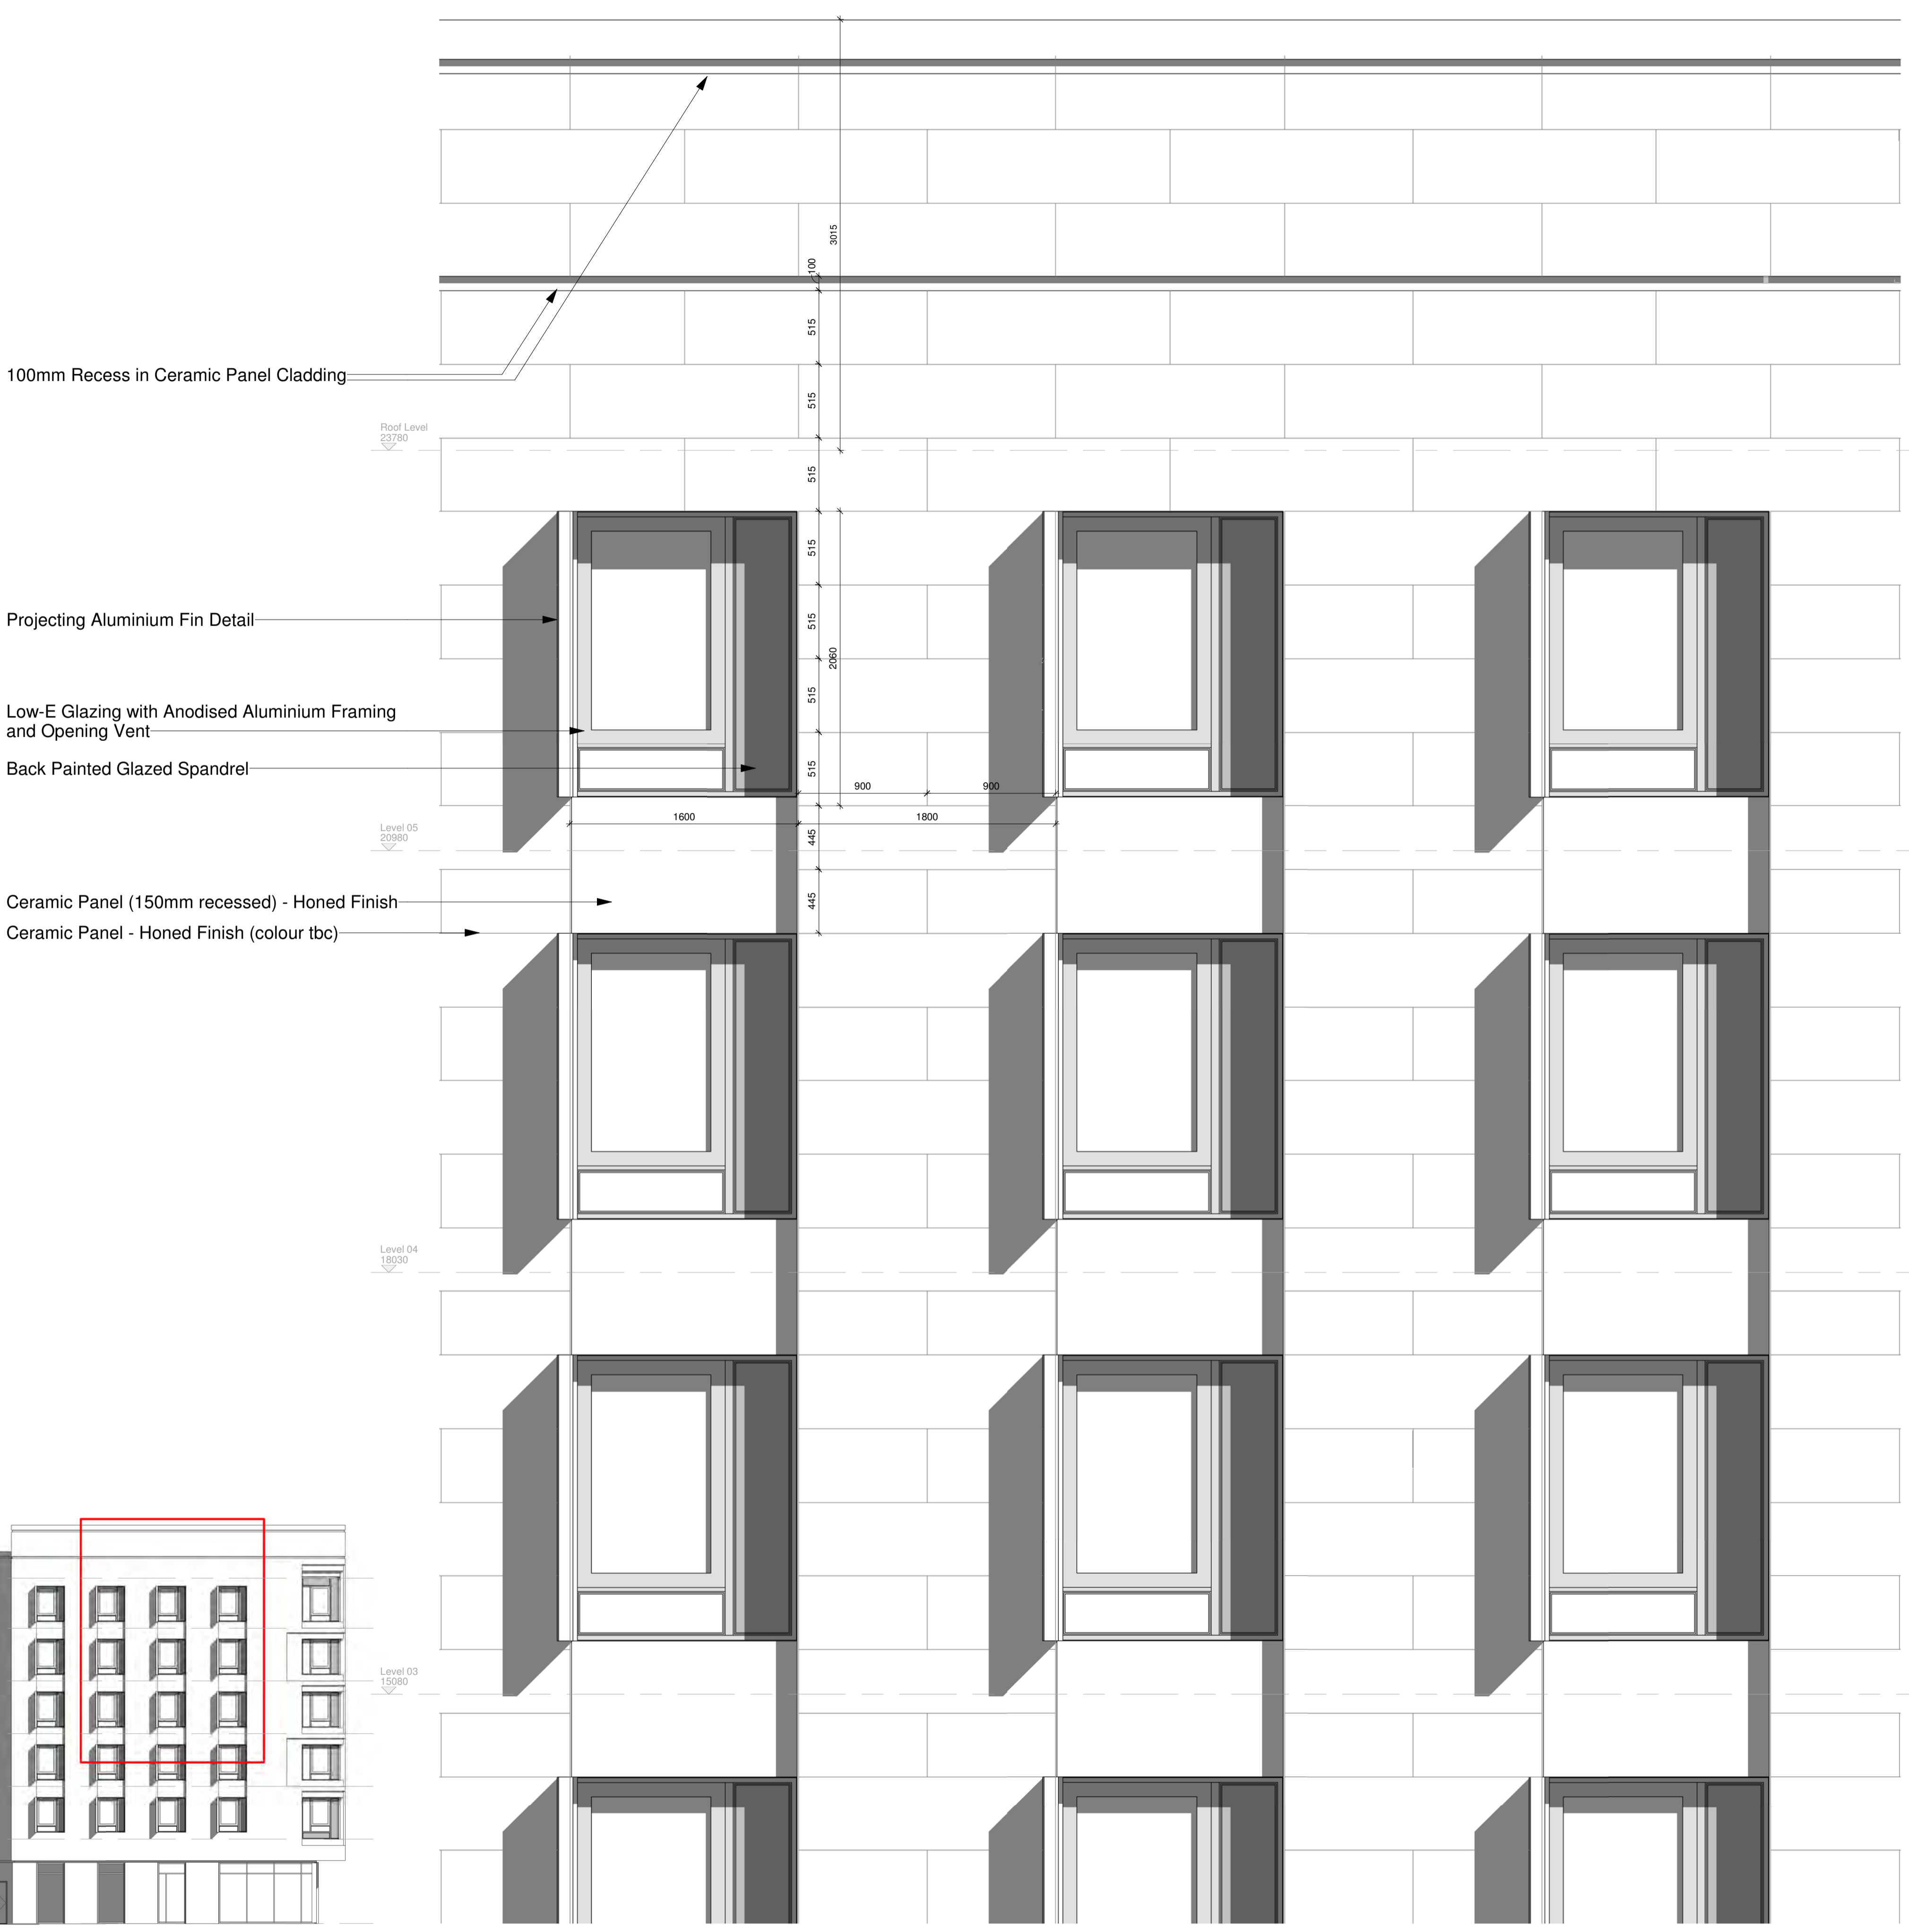 3015
100
515
515
100mm Recess in Ceramic Panel Cladding
Roof Level
23780
515
515
515
Projecting Aluminium Fin Detail
2060
515
Low-E Glazing with Anodised Aluminium Framing
and Opening Vent
Back Painted Glazed Spandrel
515
900
900
1600
1800
Level 05
20980
445
445
Ceramic Panel (150mm recessed) - Honed Finish
Ceramic Panel - Honed Finish (colour tbc)
Level 04
18030
Level 03
15080